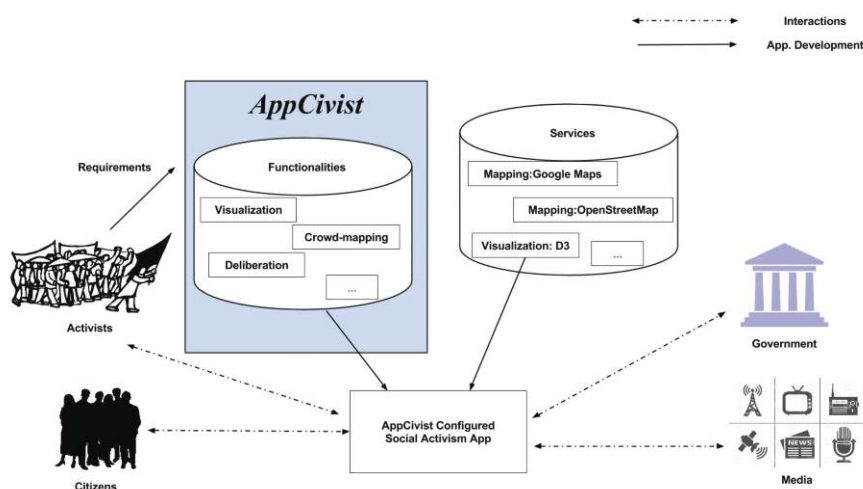 Interactions
App. Development
AppCivist
Services
Requirements
Functionalities
Mapping:Google Maps
Visualization
Mapping:OpenStreetMap
Crowd-mapping
Visualization: D3
...
Deliberation
...
Activists
Government
AppCivist Configured
Social Activism App
NEWS
Citizens
Media